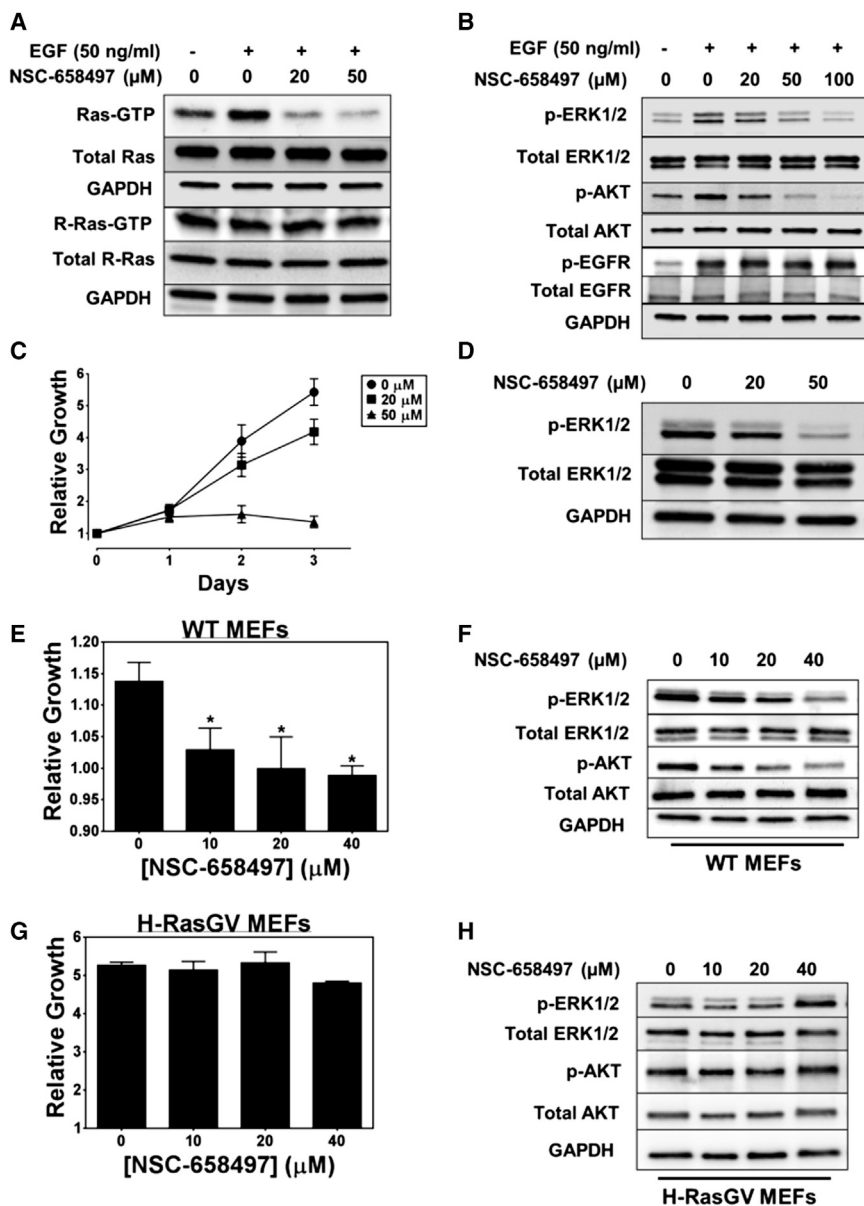 A
EGF (50 ng/ml) - + + +
NSC-658497 (µM) 0 0 20 50
Ras-GTP
Total Ras
GAPDH
R-Ras-GTP
Total R-Ras
GAPDH
B
EGF (50 ng/ml) - + + + +
NSC-658497 (µM) 0 0 20 50 100
p-ERK1/2
Total ERK1/2
p-AKT
Total AKT
p-EGFR
Total EGFR
GAPDH
C
Relative Growth
6
5
4
3
2
1
0 1 2 3
Days
0 µM
20 µM
50 µM
D
NSC-658497 (µM) 0 20 50
p-ERK1/2
Total ERK1/2
GAPDH
E
WT MEFs
Relative Growth
1.20
1.15
1.10
1.05
1.00
0.95
0.90
* * *
0 10 20 40
[NSC-658497] (µM)
F
NSC-658497 (µM) 0 10 20 40
p-ERK1/2
Total ERK1/2
p-AKT
Total AKT
GAPDH
WT MEFs
G
H-RasGV MEFs
Relative Growth
6
5
4
3
2
1
0 10 20 40
[NSC-658497] (µM)
H
NSC-658497 (µM) 0 10 20 40
p-ERK1/2
Total ERK1/2
p-AKT
Total AKT
GAPDH
H-RasGV MEFs